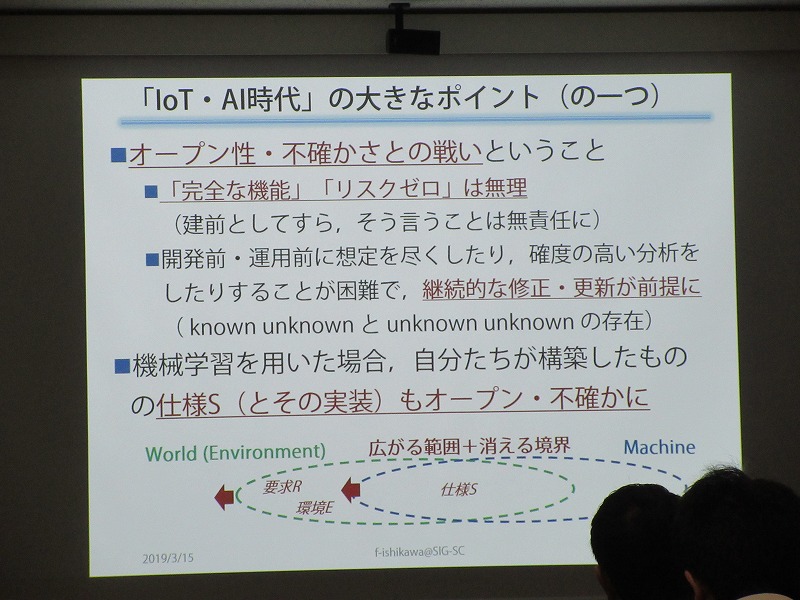 「IoT・AI時代」の大きなポイント（の一つ）
■オープン性・不確かさとの戦いということ
■「完全な機能」「リスクゼロ」は無理
（建前としてすら，そう言うことは無責任に）
■開発前・運用前に想定を尽くしたり，確度の高い分析を
したりすることが困難で，継続的な修正・更新が前提に
（ known unknown と unknown unknown の存在）
■機械学習を用いた場合，自分たちが構築したもの
の仕様S（とその実装）もオープン・不確かに
World (Environment) 広がる範囲＋消える境界 Machine
要求R 仕様S
環境E
2019/3/15 f-ishikawa@SIG-SC